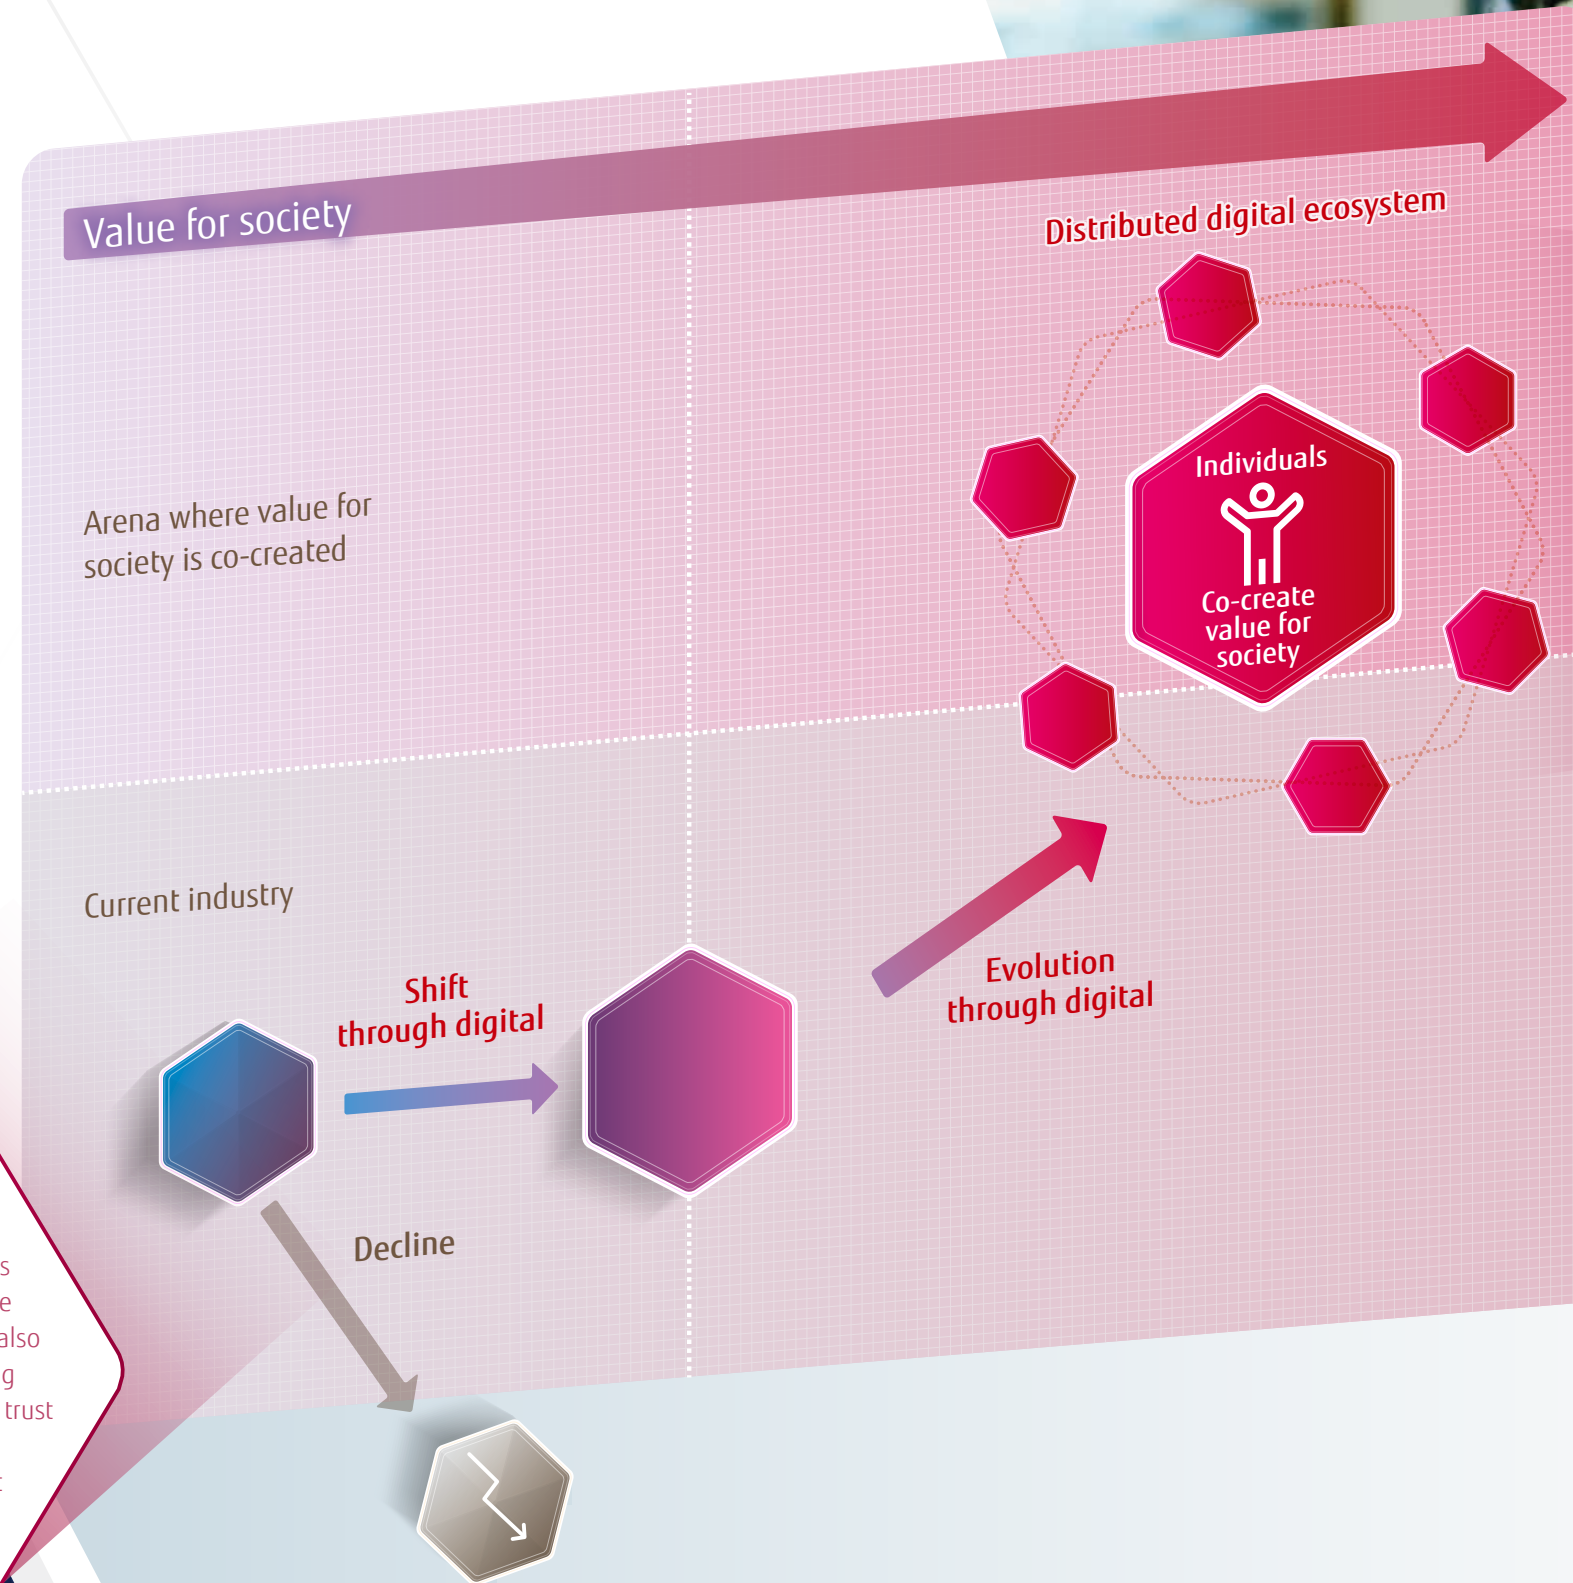 Value for society
Distributed digital ecosystem
Individuals
Co-create
value for
society
Arena where value for
society is co-created
Current industry
Shift
through digital
Evolution
through digital
Decline
also
trust